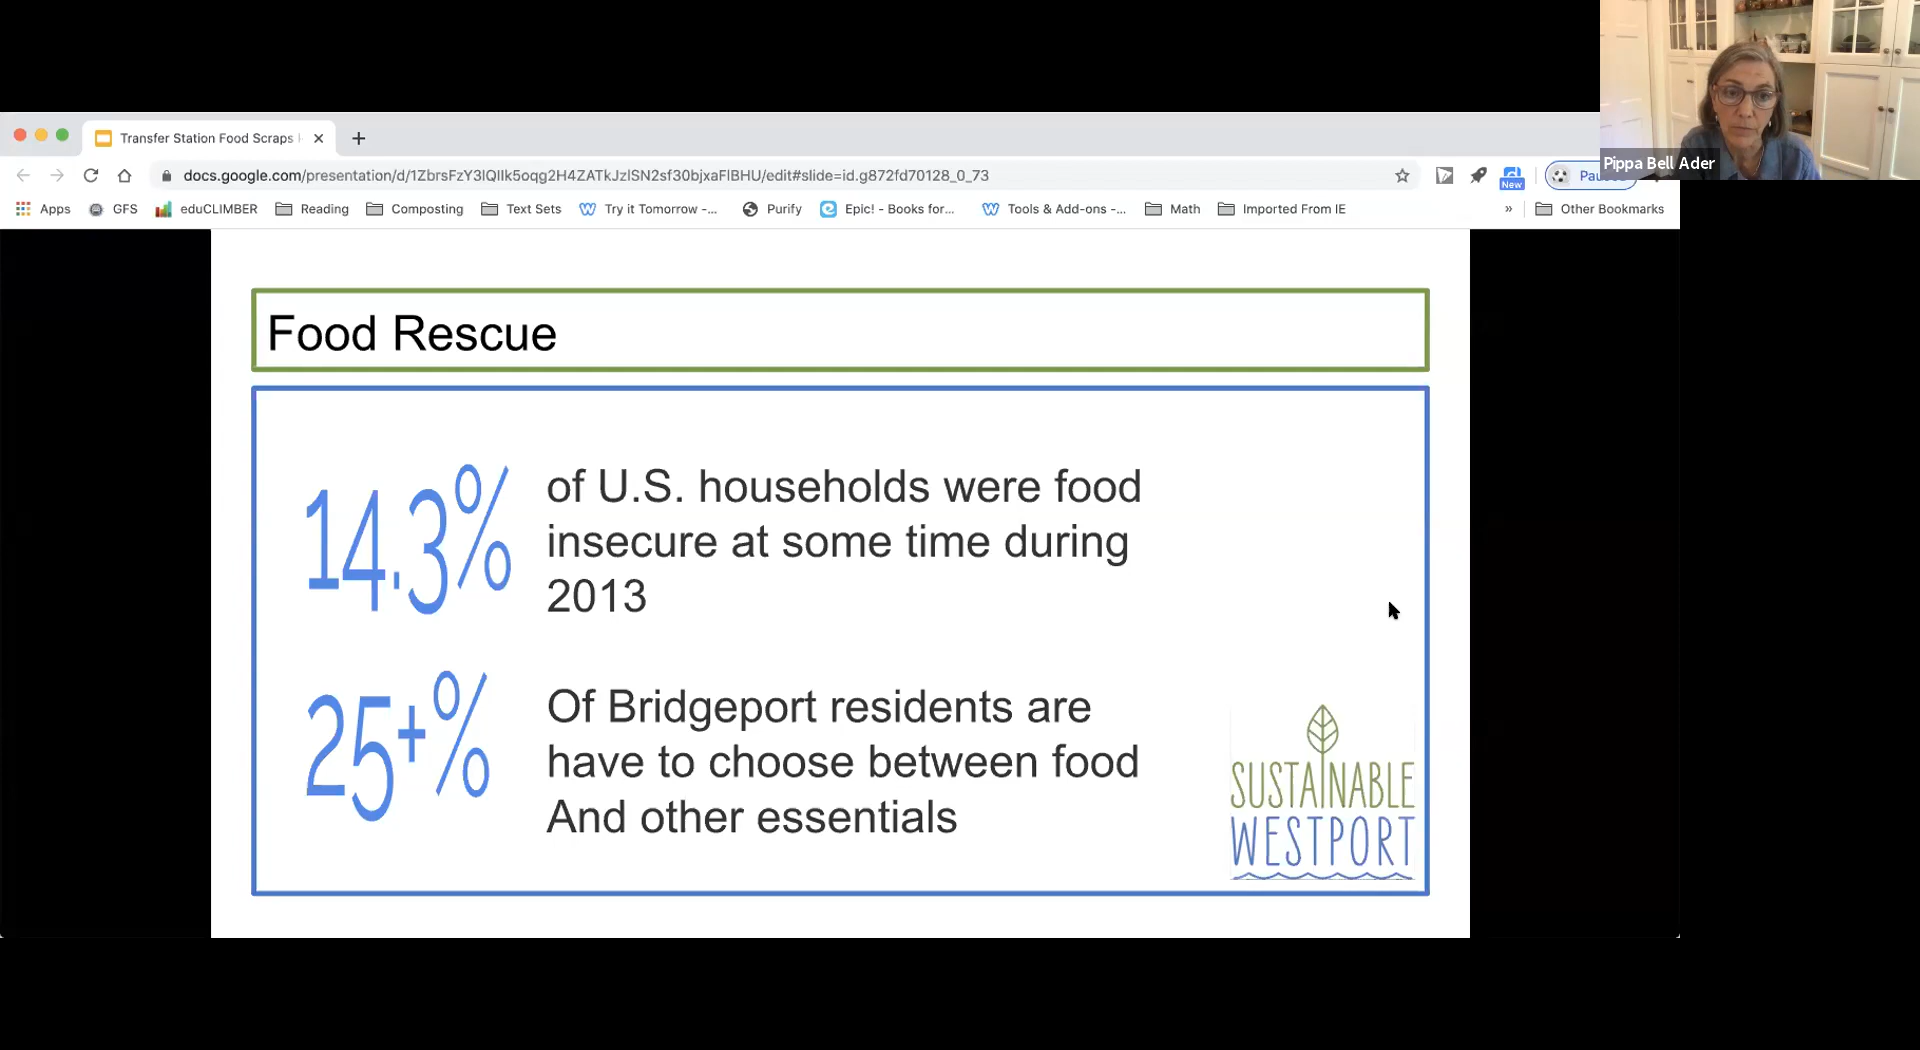 Pippa Bell Ader
Transfer Station Food Scraps
docs.google.com/presentation/d/1ZbrsFzY3lQIlk5oqg2H4ZATkJzlSN2sf30bjxaFlBHU/edit#slide=id.g872fd70128_0_73
New
Apps GFS eduCLIMBER Reading Composting Text Sets Try it Tomorrow -... Purify Epic! - Books for... Tools & Add-ons -... Math Imported From IE » Other Bookmarks
Food Rescue
14.3% of U.S. households were food
insecure at some time during
2013
25+% Of Bridgeport residents are
have to choose between food
And other essentials
SUSTAINABLE
WESTPORT